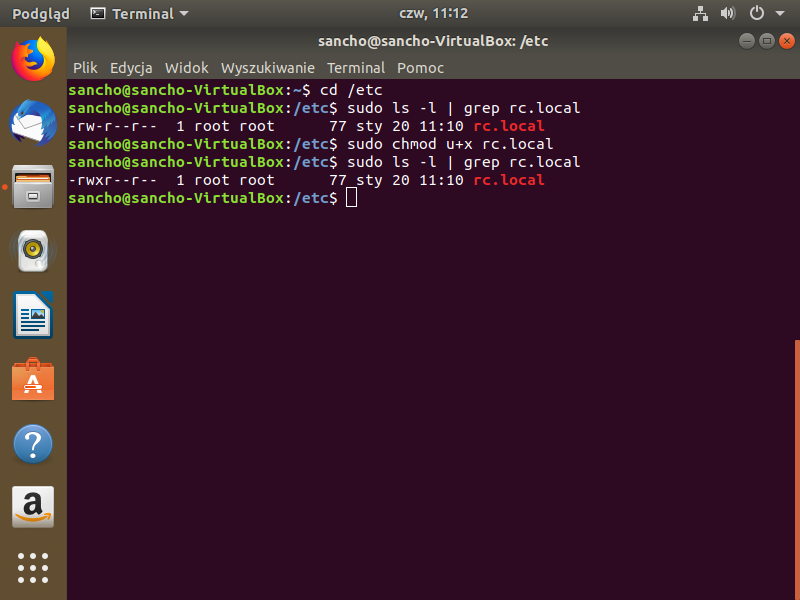 Podgląd Terminal czw, 11:12
sancho@sancho-VirtualBox: /etc
Plik Edycja Widok Wyszukiwanie Terminal Pomoc
sancho@sancho-VirtualBox:~$ cd /etc
sancho@sancho-VirtualBox:/etc$ sudo ls -l | grep rc.local
-rw-r--r--  1 root root      77 sty 20 11:10 rc.local
sancho@sancho-VirtualBox:/etc$ sudo chmod u+x rc.local
sancho@sancho-VirtualBox:/etc$ sudo ls -l | grep rc.local
-rwxr--r--  1 root root      77 sty 20 11:10 rc.local
sancho@sancho-VirtualBox:/etc$